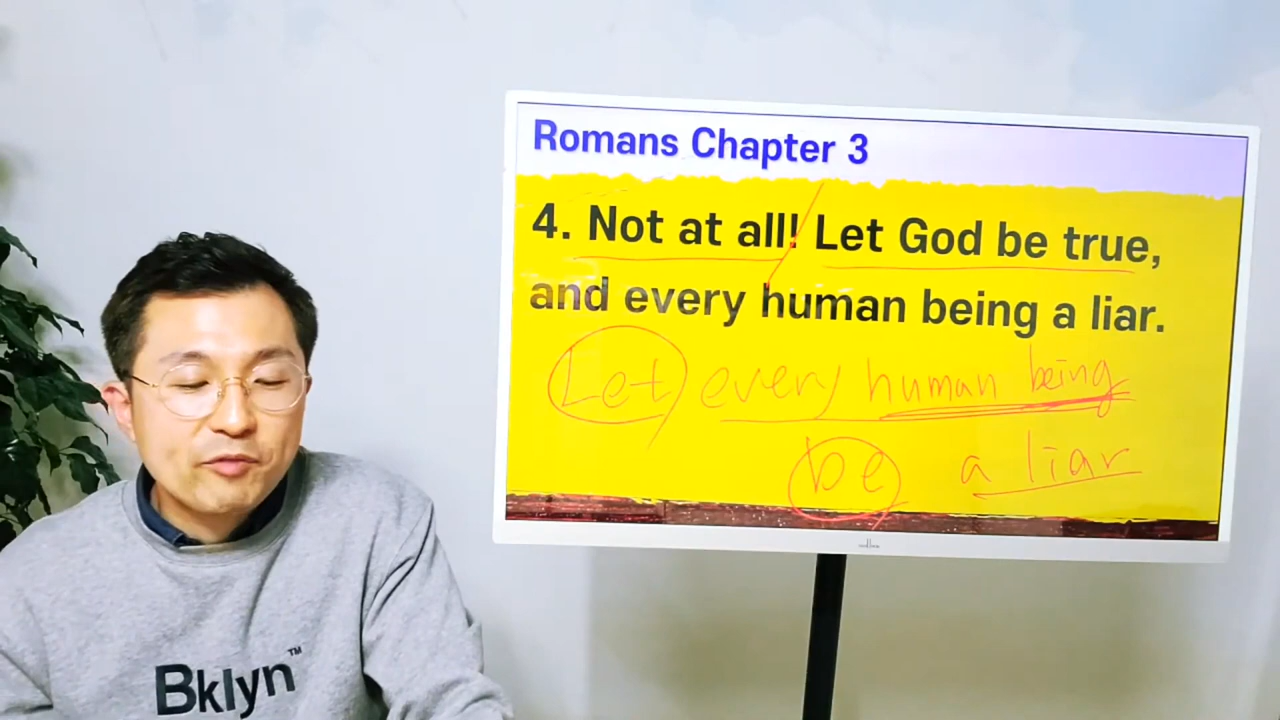 Romans Chapter 3
4. Not at all! Let God be true,
and every human being a liar.
Let every human being
be a liar
Bklyn™